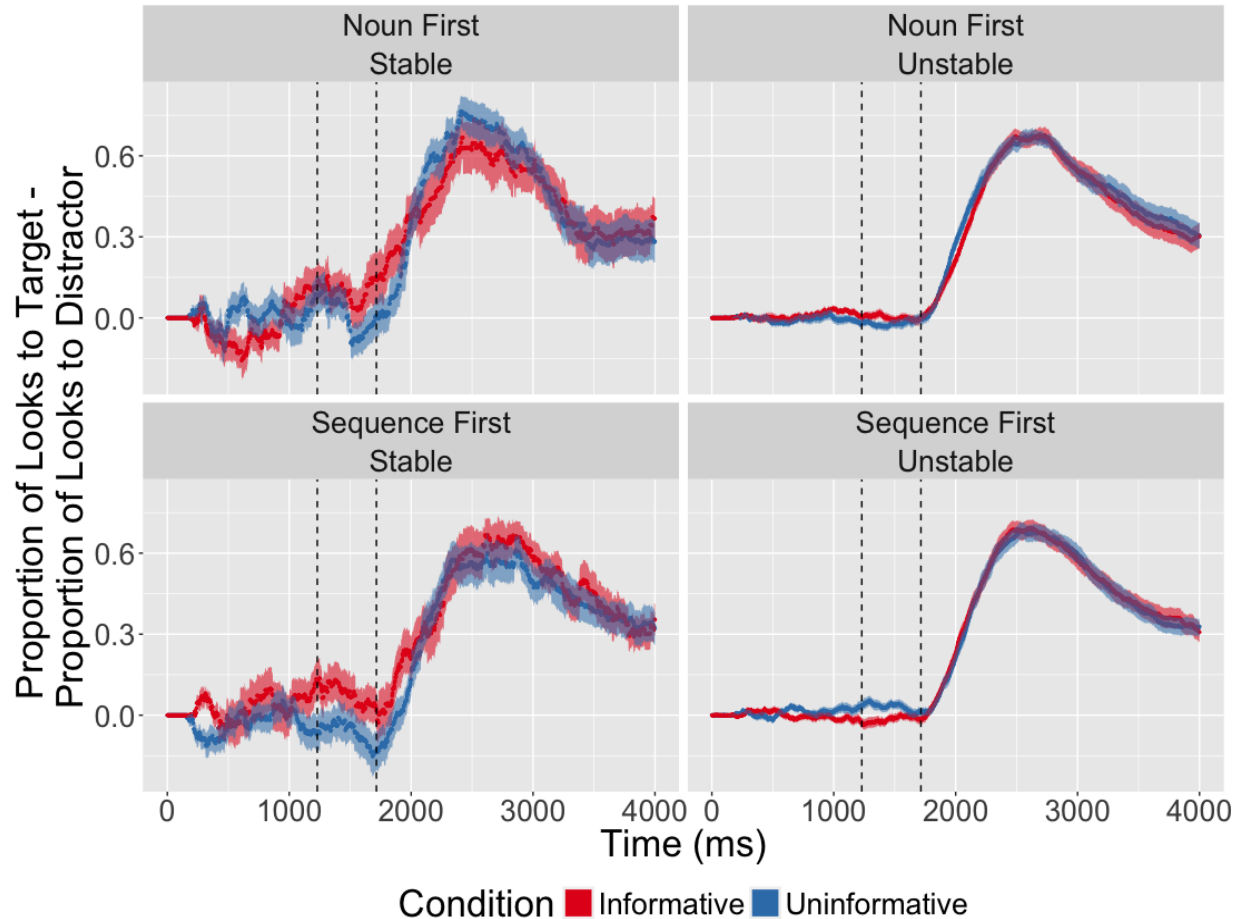 Noun First
Stable
Noun First
Unstable
Sequence First
Stable
Sequence First
Unstable
Proportion of Looks to Target -
Proportion of Looks to Distractor
0.6
0.3
0.0
0.6
0.3
0.0
0 1000 2000 3000 4000
0 1000 2000 3000 4000
Time (ms)
Condition Informative Uninformative